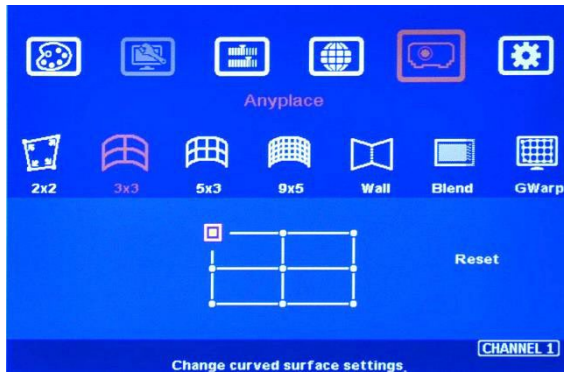 Anyplace
2x2 3x3 5x3 9x5 Wall Blend GWarp
Reset
CHANNEL 1
Change curved surface settings